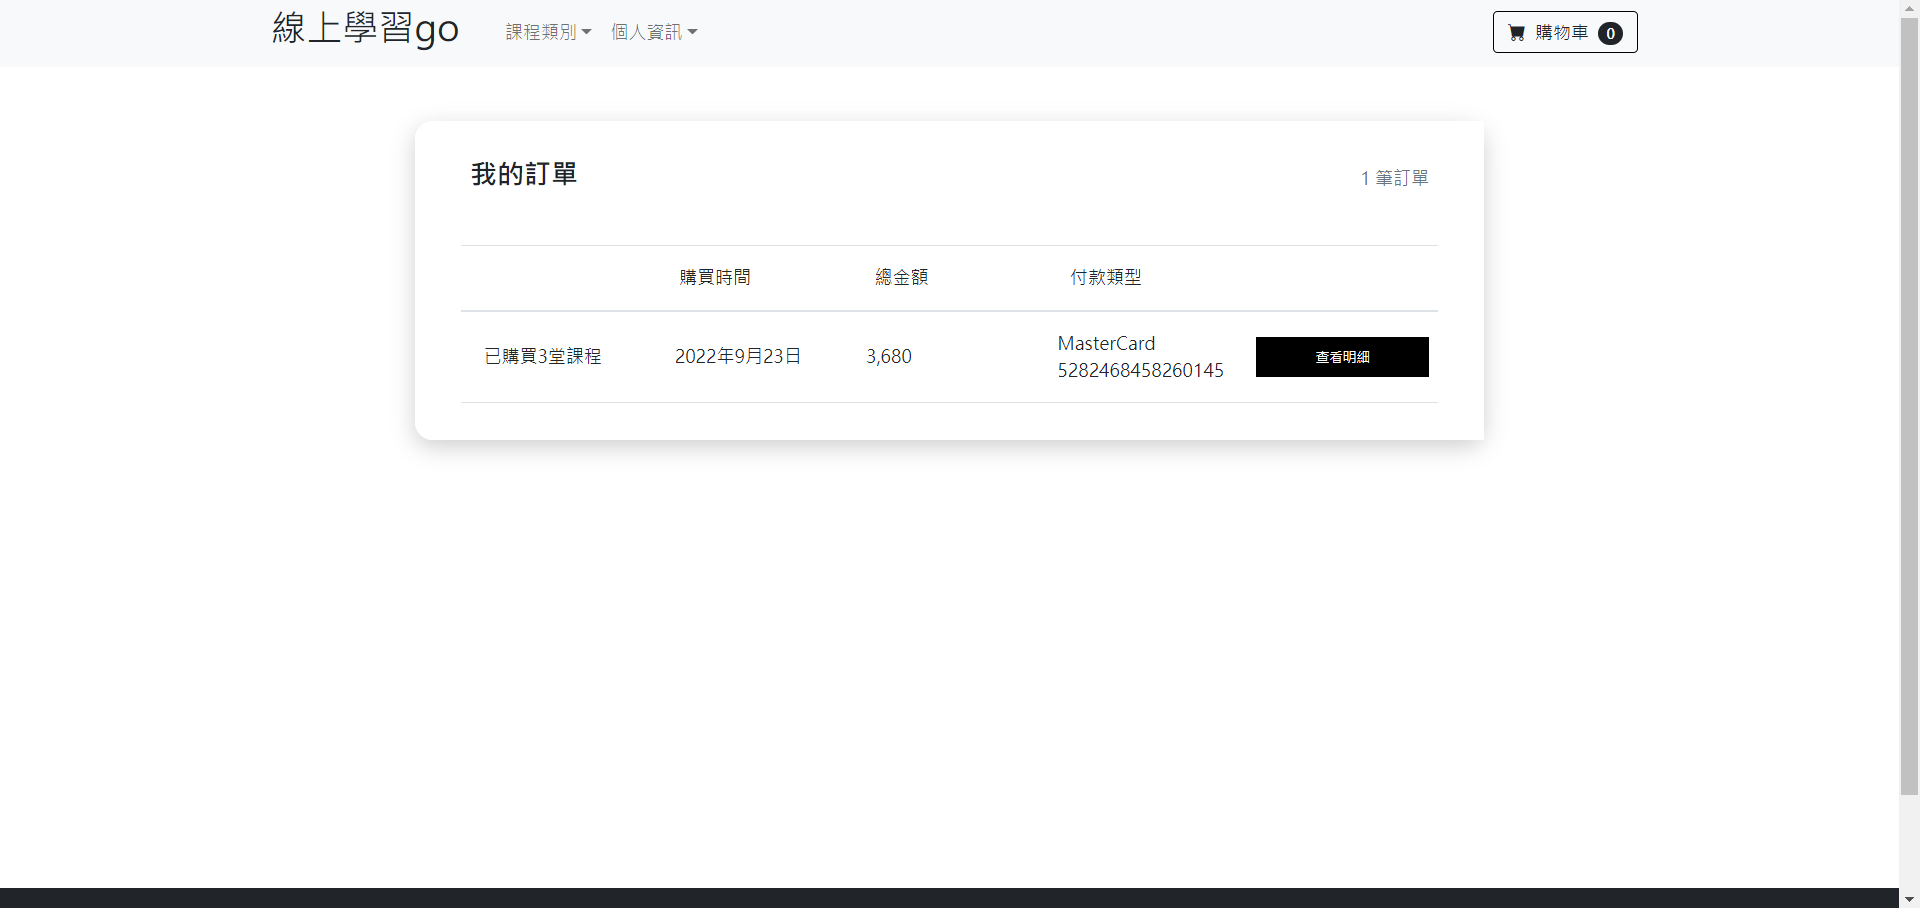 線上學習go 課程類別 個人資訊 購物車 0
我的訂單 1 筆訂單
購買時間 總金額 付款類型
已購買3堂課程 2022年9月23日 3,680 MasterCard 查看明細
5282468458260145